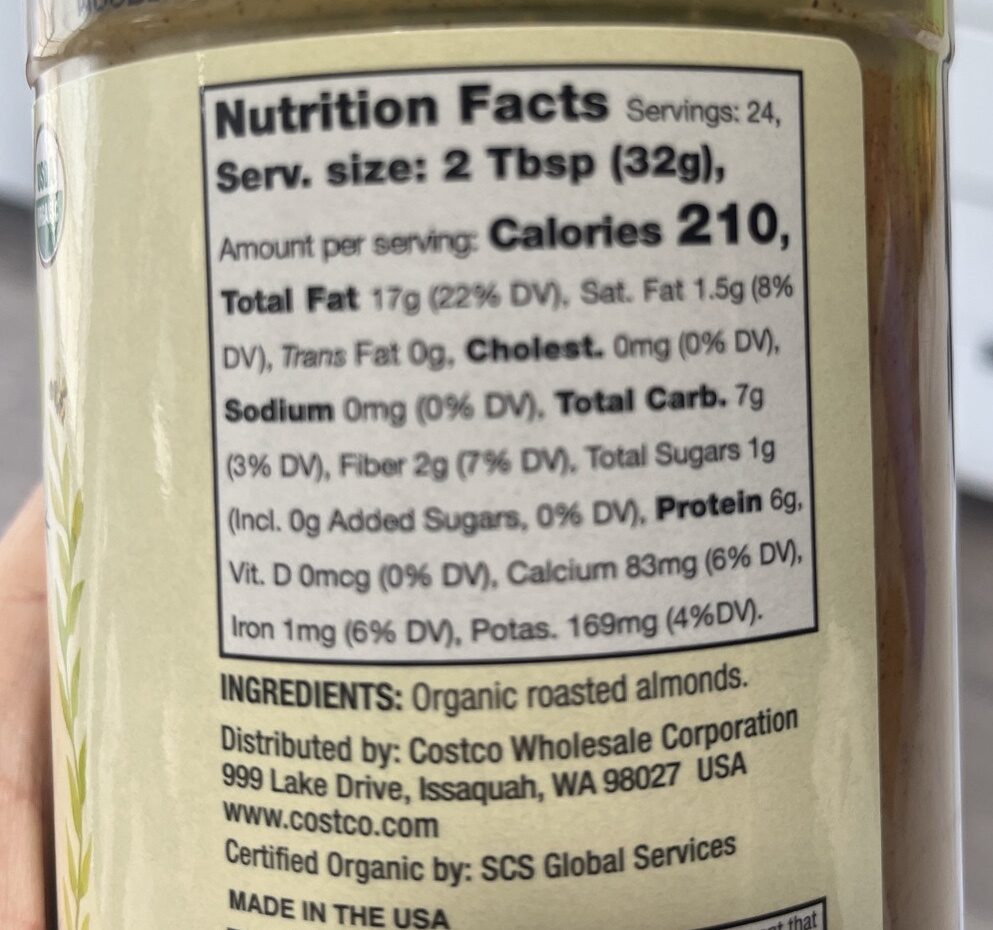 Nutrition Facts Servings: 24,
Serv. size: 2 Tbsp (32g),
Amount per serving: Calories 210,
Total Fat 17g (22% DV), Sat. Fat 1.5g (8%
DV), Trans Fat 0g, Cholest. 0mg (0% DV),
Sodium 0mg (0% DV), Total Carb. 7g
(3% DV), Fiber 2g (7% DV), Total Sugars 1g
(Incl. 0g Added Sugars, 0% DV), Protein 6g,
Vit. D 0mcg (0% DV), Calcium 83mg (6% DV),
Iron 1mg (6% DV), Potas. 169mg (4%DV).
INGREDIENTS: Organic roasted almonds.
Distributed by: Costco Wholesale Corporation
999 Lake Drive, Issaquah, WA 98027 USA
www.costco.com
Certified Organic by: SCS Global Services
MADE IN THE USA
that